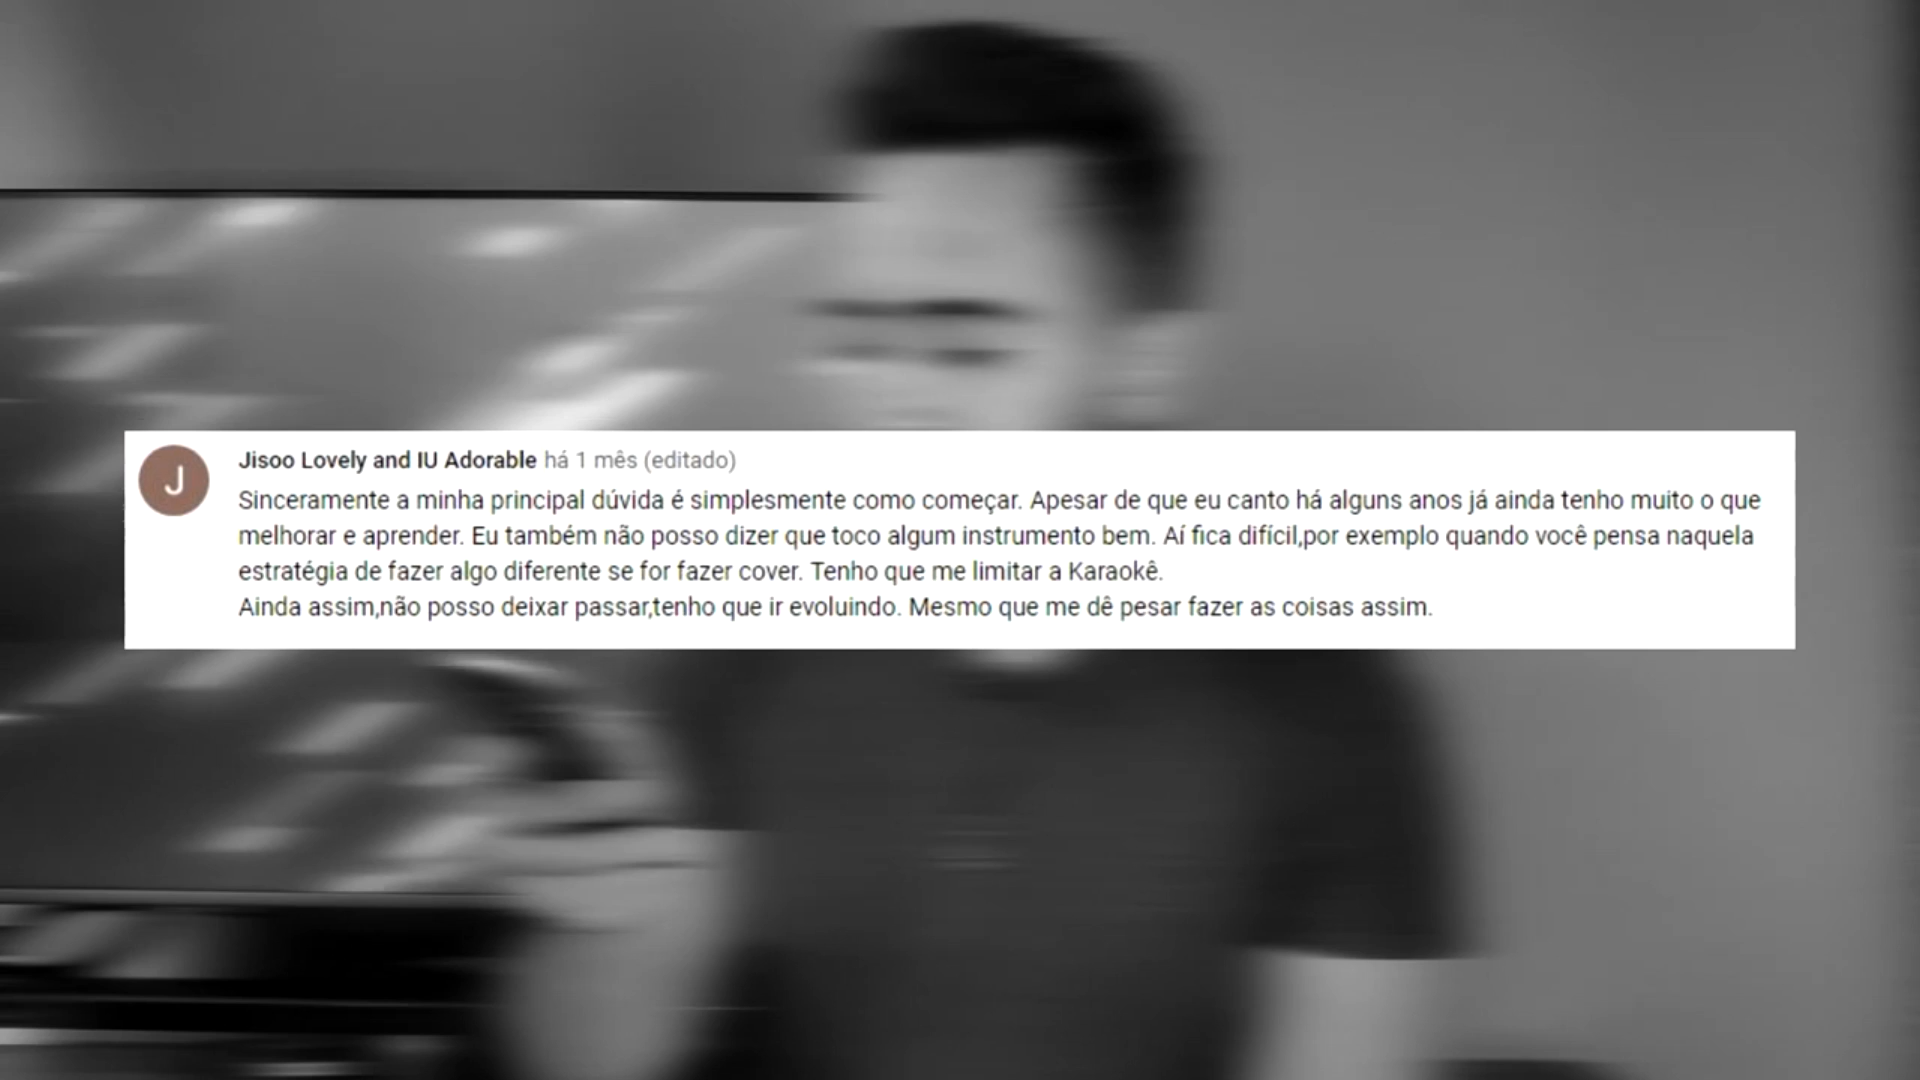 J
Jisoo Lovely and IU Adorable há 1 mês (editado)
Sinceramente a minha principal dúvida é simplesmente como começar. Apesar de que eu canto há alguns anos já ainda tenho muito o que
melhorar e aprender. Eu também não posso dizer que toco algum instrumento bem. Aí fica difícil,por exemplo quando você pensa naquela
estratégia de fazer algo diferente se for fazer cover. Tenho que me limitar a Karaokê.
Ainda assim,não posso deixar passar,tenho que ir evoluindo. Mesmo que me dê pesar fazer as coisas assim.